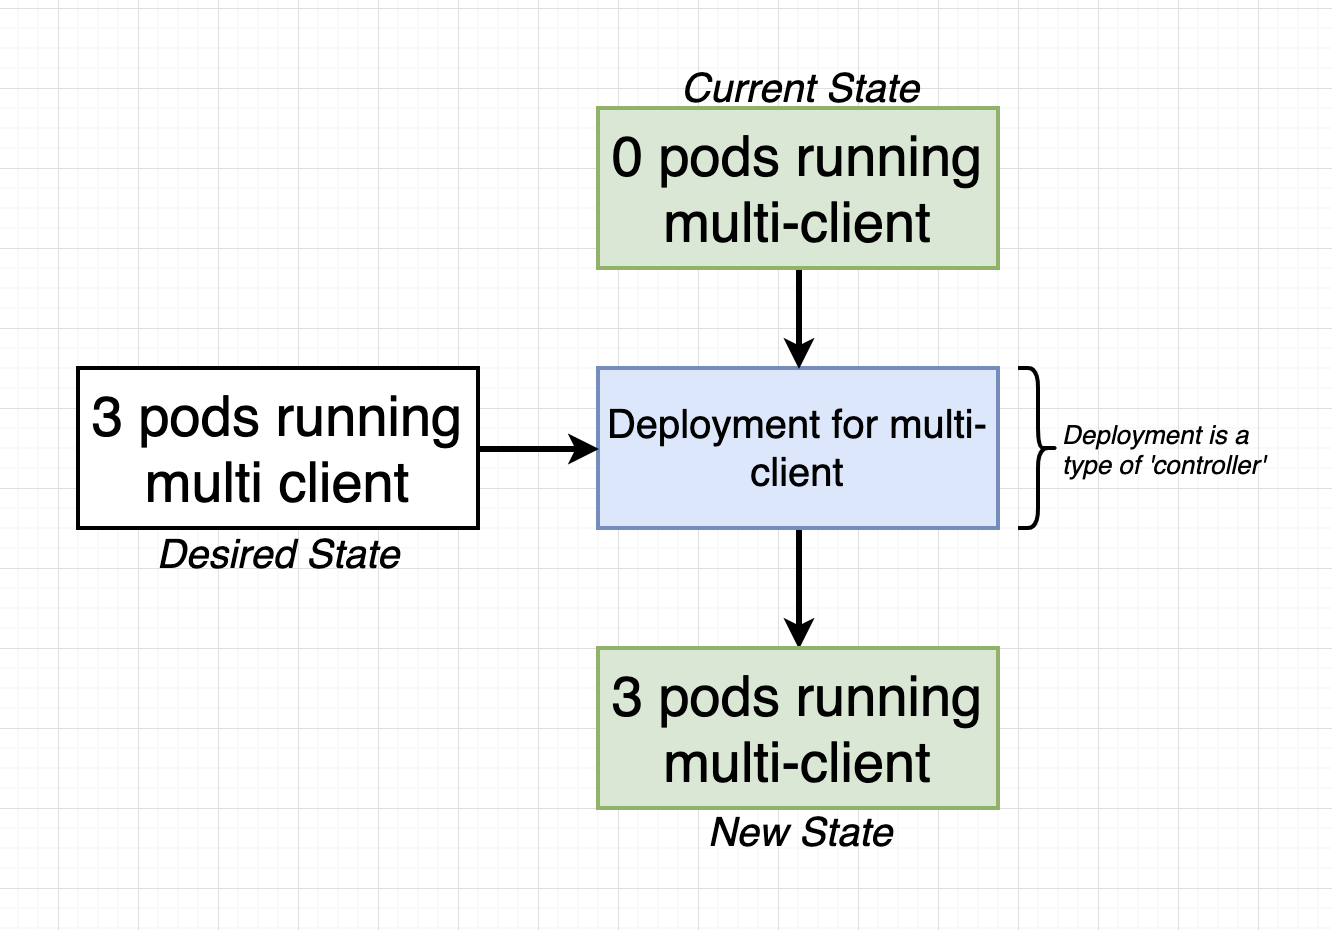 Current State
0 pods running
multi-client
3 pods running
multi client
Desired State
Deployment for multi-
client
Deployment is a
type of 'controller'
3 pods running
multi-client
New State